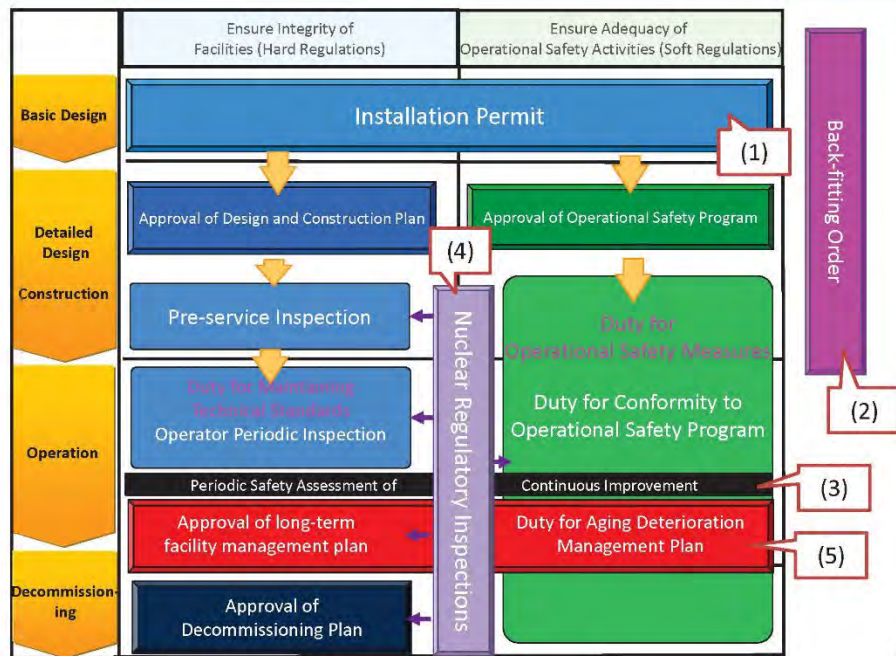 Ensure Integrity of
Facilities (Hard Regulations)
Ensure Adequacy of
Operational Safety Activities (Soft Regulations)
Basic Design
Installation Permit
(1)
Back-fitting Order
(2)
Detailed
Design
Construction
Approval of Design and Construction Plan
Approval of Operational Safety Program
(4)
Pre-service Inspection
Nuclear Regulatory Inspections
Duty for
Operational Safety Measures
Operation
Duty for Maintaining
Technical Standards
Operator Periodic Inspection
Duty for Conformity to
Operational Safety Program
Periodic Safety Assessment of
Continuous Improvement
(3)
Approval of long-term
facility management plan
Duty for Aging Deterioration
Management Plan
(5)
Decommission-
ing
Approval of
Decommissioning Plan